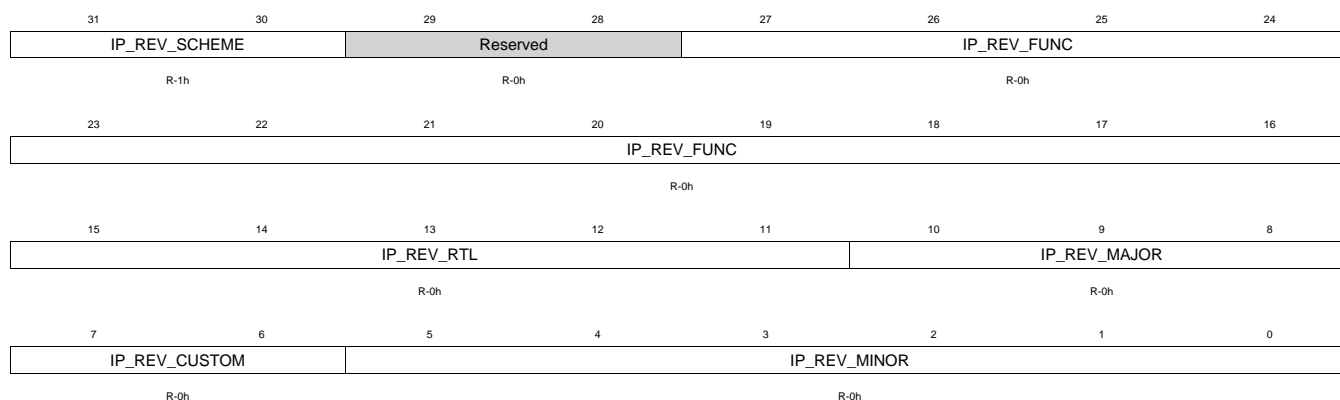 31 30 29 28 27 26 25 24
IP_REV_SCHEME Reserved IP_REV_FUNC
R-1h R-0h R-0h
23 22 21 20 19 18 17 16
IP_REV_FUNC
R-0h
15 14 13 12 11 10 9 8
IP_REV_RTL IP_REV_MAJOR
R-0h R-0h
7 6 5 4 3 2 1 0
IP_REV_CUSTOM IP_REV_MINOR
R-0h R-0h